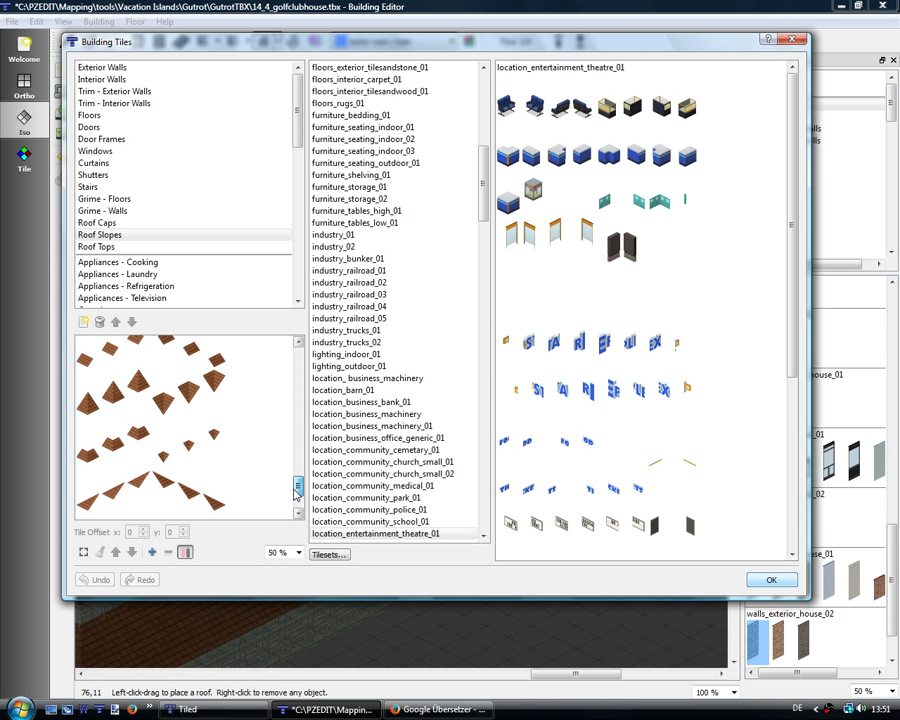 *C:\PZEDIT\Mapping\tools\Vacation Islands\Gutrot\GutrotTBX\14_4_golfclubhouse.tbx - Building Editor
File Edit View Building Floor Help
Welcome
Ortho
Iso
Tile
Building Tiles
Exterior Walls
Interior Walls
Trim - Exterior Walls
Trim - Interior Walls
Floors
Doors
Door Frames
Windows
Curtains
Shutters
Stairs
Grime - Floors
Grime - Walls
Roof Caps
Roof Slopes
Roof Tops
Appliances - Cooking
Appliances - Laundry
Appliances - Refrigeration
Appliances - Television
Tile Offset x: 0 y: 0
50 %
floors_exterior_tilesandstone_01
floors_interior_carpet_01
floors_interior_tilesandwood_01
floors_rugs_01
furniture_bedding_01
furniture_seating_indoor_01
furniture_seating_indoor_02
furniture_seating_indoor_03
furniture_seating_outdoor_01
furniture_shelving_01
furniture_storage_01
furniture_storage_02
furniture_tables_high_01
furniture_tables_low_01
industry_01
industry_02
industry_bunker_01
industry_railroad_01
industry_railroad_02
industry_railroad_03
industry_railroad_04
industry_railroad_05
industry_trucks_01
industry_trucks_02
lighting_indoor_01
lighting_outdoor_01
location_ business_machinery
location_barn_01
location_business_bank_01
location_business_machinery
location_business_machinery_01
location_business_office_generic_01
location_community_cemetary_01
location_community_church_small_01
location_community_church_small_02
location_community_medical_01
location_community_park_01
location_community_police_01
location_community_school_01
location_entertainment_theatre_01
Tilesets...
location_entertainment_theatre_01
Undo Redo
OK
walls_exterior_house_02
76,11 Left-click-drag to place a roof. Right-click to remove any object.
100 %
50 %
Tiled
*C:\PZEDIT\Mappin...
Google Übersetzer - ...
DE
13:51